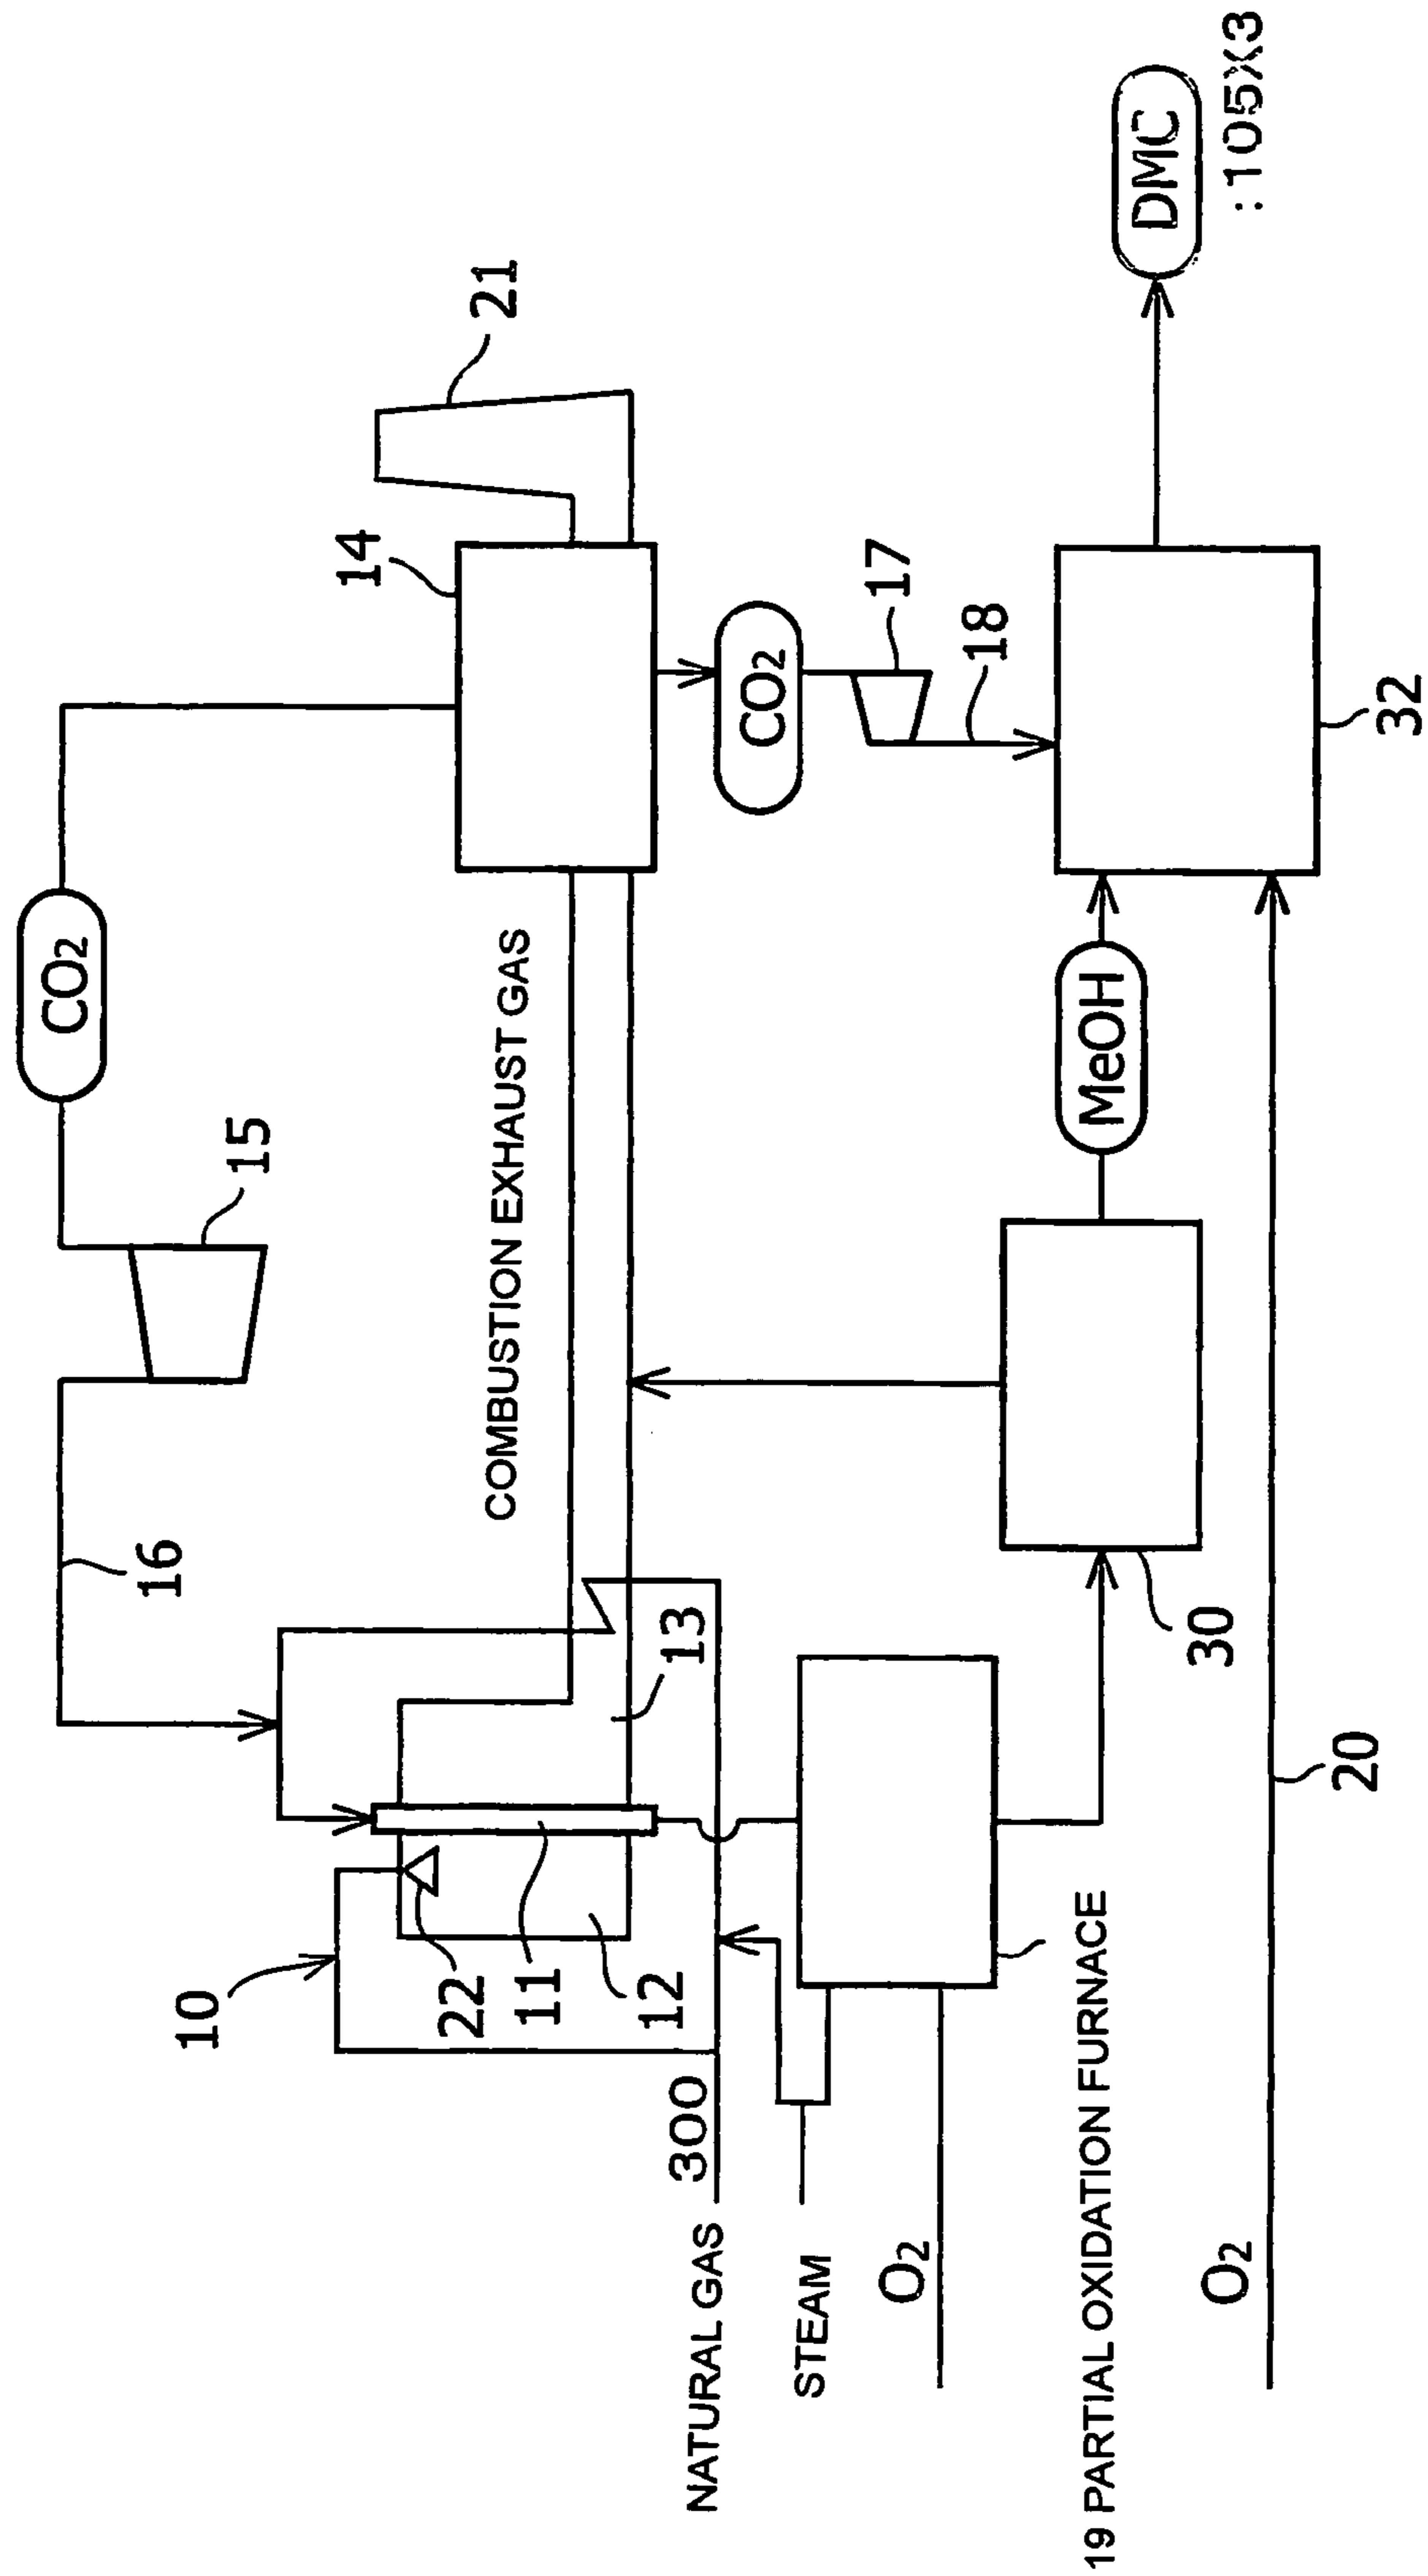 CO2
15
16
21
14
COMBUSTION EXHAUST GAS
10
22
11
12
13
CO2
17
18
NATURAL GAS 300
STEAM
O2
19 PARTIAL OXIDATION FURNACE
30
MeOH
32
DMC
:105X3
O2
20